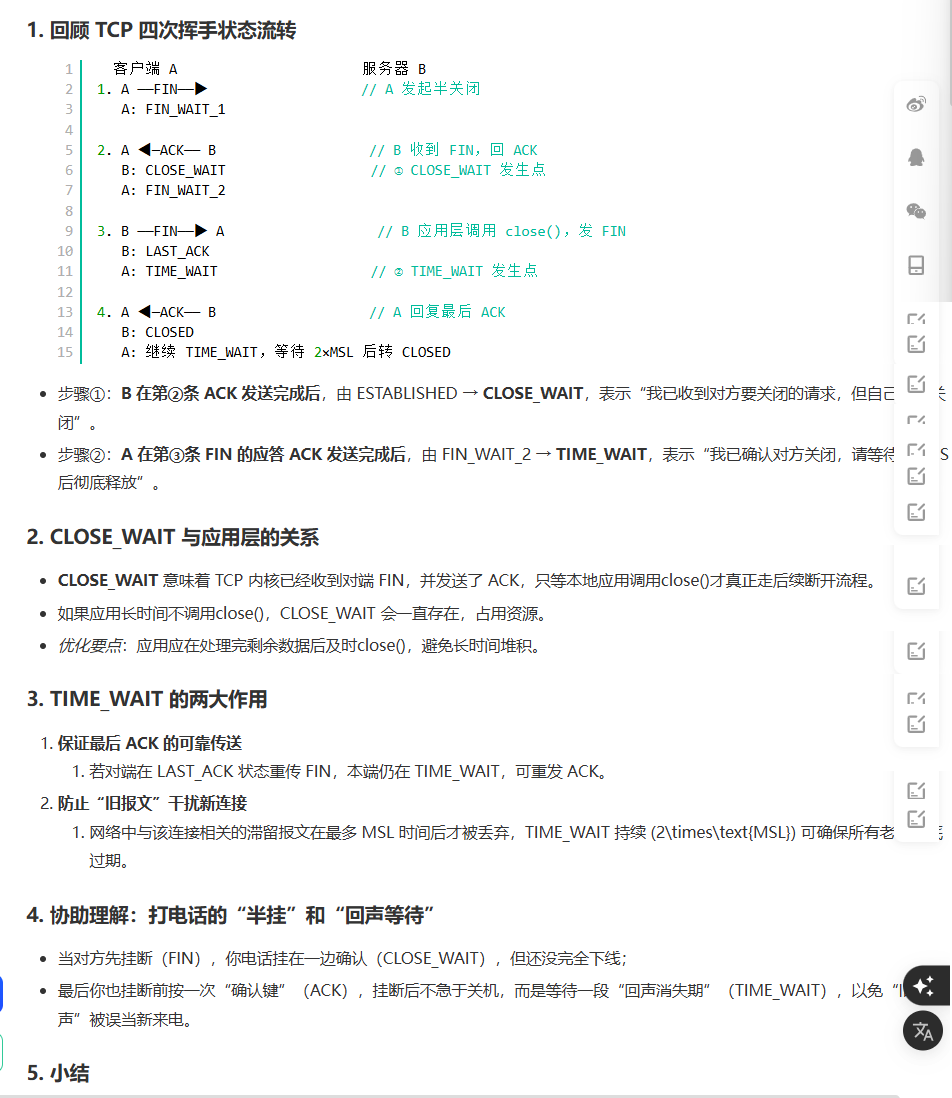 1. 回顾 TCP 四次挥手状态流转
1 客户端 A 服务器 B
2 1. A ——FIN——▶ // A 发起半关闭
3 A: FIN_WAIT_1
4
5 2. A ◀—ACK—— B // B 收到 FIN，回 ACK
6 B: CLOSE_WAIT // ① CLOSE_WAIT 发生点
7 A: FIN_WAIT_2
8
9 3. B ——FIN——▶ A // B 应用层调用 close()，发 FIN
10 B: LAST_ACK
11 A: TIME_WAIT // ② TIME_WAIT 发生点
12
13 4. A ◀—ACK—— B // A 回复最后 ACK
14 B: CLOSED
15 A: 继续 TIME_WAIT，等待 2×MSL 后转 CLOSED
• 步骤①：B 在第②条 ACK 发送完成后，由 ESTABLISHED → CLOSE_WAIT，表示“我已收到对方要关闭的请求，但自己 关
闭”。
• 步骤②：A 在第③条 FIN 的应答 ACK 发送完成后，由 FIN_WAIT_2 → TIME_WAIT，表示“我已确认对方关闭，请等待 S
后彻底释放”。
2. CLOSE_WAIT 与应用层的关系
• CLOSE_WAIT 意味着 TCP 内核已经收到对端 FIN，并发送了 ACK，只等本地应用调用close()才真正走后续断开流程。
• 如果应用长时间不调用close()，CLOSE_WAIT 会一直存在，占用资源。
• 优化要点：应用应在处理完剩余数据后及时close()，避免长时间堆积。
3. TIME_WAIT 的两大作用
1. 保证最后 ACK 的可靠传送
1. 若对端在 LAST_ACK 状态重传 FIN，本端仍在 TIME_WAIT，可重发 ACK。
2. 防止“旧报文”干扰新连接
1. 网络中与该连接相关的滞留报文在最多 MSL 时间后才被丢弃，TIME_WAIT 持续 (2\times\text{MSL}) 可确保所有老
过期。
4. 协助理解：打电话的“半挂”和“回声等待”
• 当对方先挂断（FIN），你电话挂在一边确认（CLOSE_WAIT），但还没完全下线；
• 最后你也挂断前按一次“确认键”（ACK），挂断后不急于关机，而是等待一段“回声消失期”（TIME_WAIT），以免“
声”被误当新来电。
5. 小结